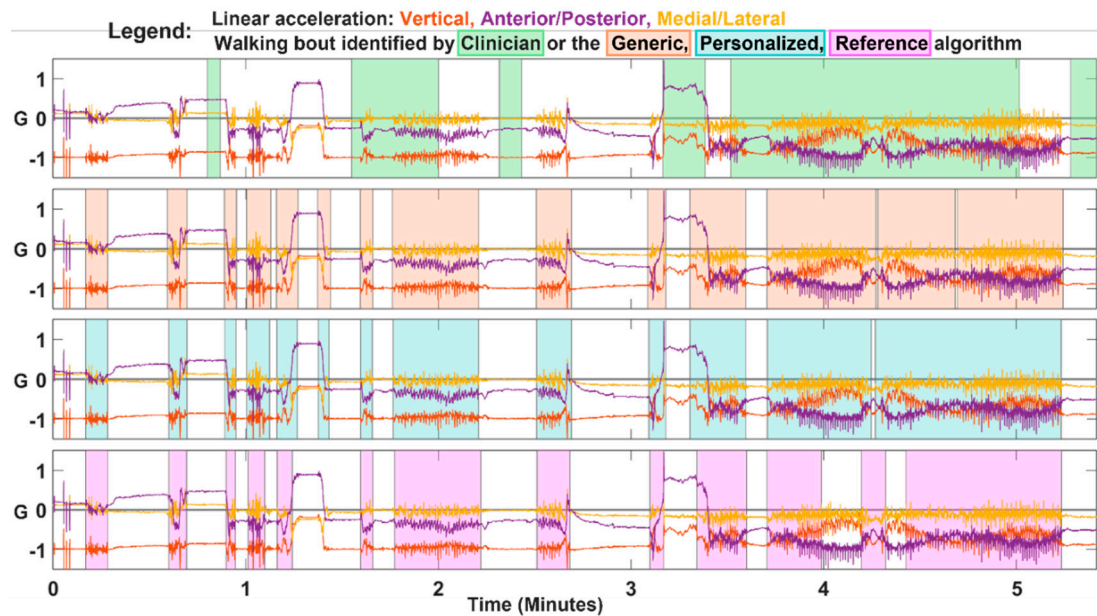 Legend:
Linear acceleration: Vertical, Anterior/Posterior, Medial/Lateral
Walking bout identified by Clinician or the Generic, Personalized, Reference algorithm
1
G 0
-1
1
G 0
-1
1
G 0
-1
1
G 0
-1
0 1 2 3 4 5
Time (Minutes)